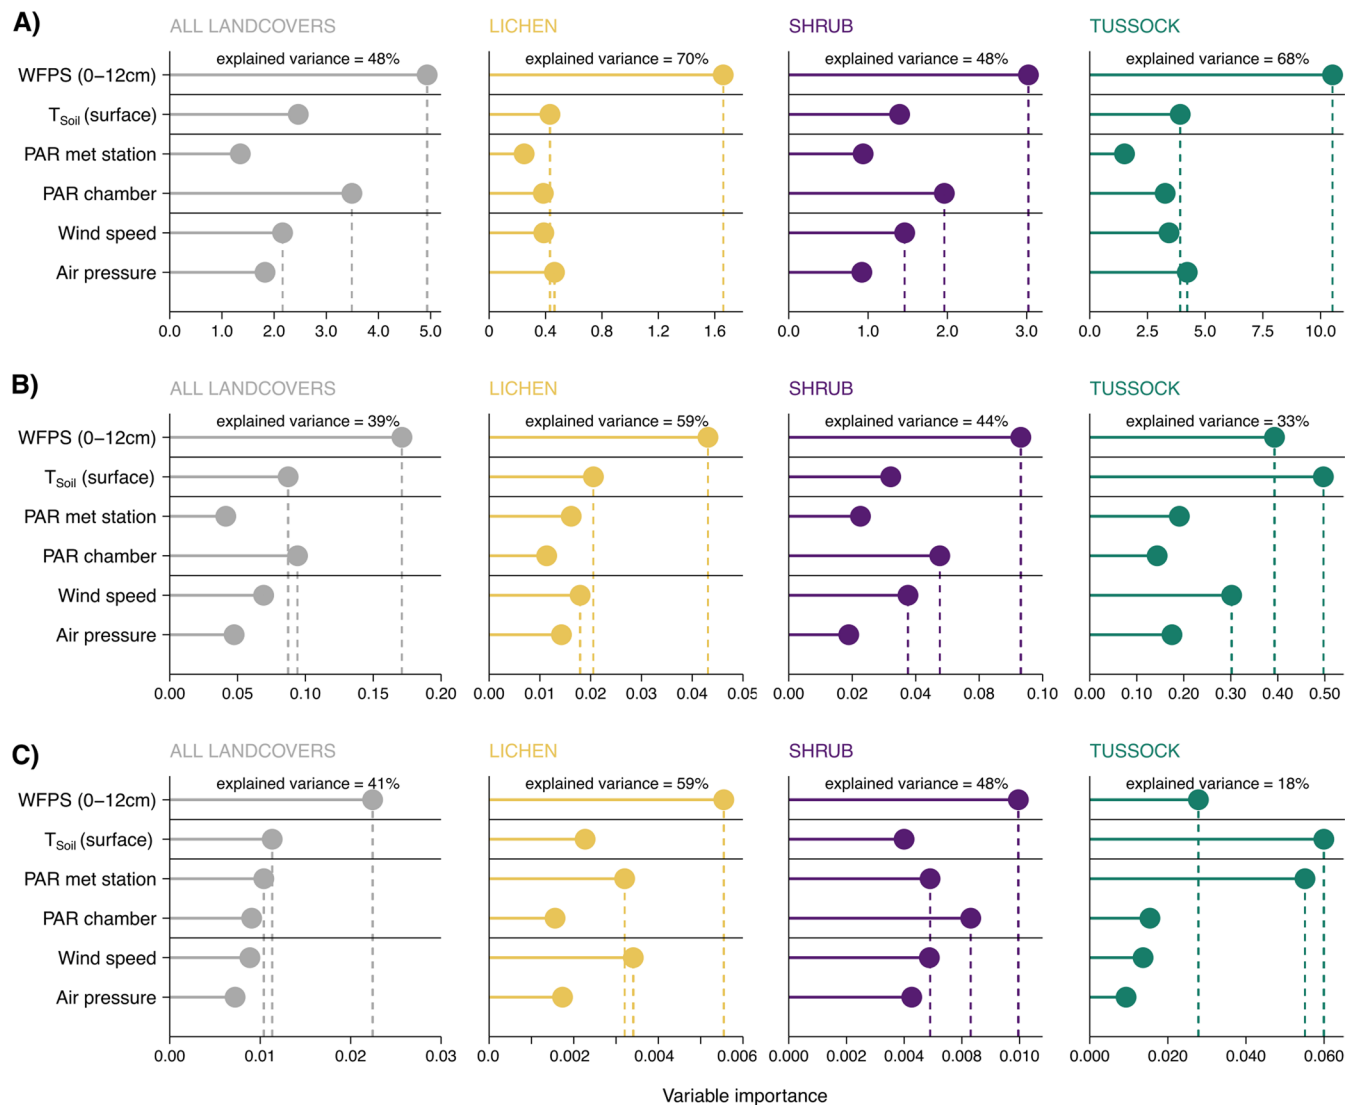 A)
ALL LANDCOVERS LICHEN SHRUB TUSSOCK
explained variance = 48% explained variance = 70% explained variance = 48% explained variance = 68%
WFPS (0–12cm)
TSoil (surface)
PAR met station
PAR chamber
Wind speed
Air pressure
0.0 1.0 2.0 3.0 4.0 5.0 0 0.4 0.8 1.2 1.6 0.0 1.0 2.0 3.0 0.0 2.5 5.0 7.5 10.0
B)
ALL LANDCOVERS LICHEN SHRUB TUSSOCK
explained variance = 39% explained variance = 59% explained variance = 44% explained variance = 33%
WFPS (0–12cm)
TSoil (surface)
PAR met station
PAR chamber
Wind speed
Air pressure
0.00 0.05 0.10 0.15 0.20 0.00 0.01 0.02 0.03 0.04 0.05 0.00 0.02 0.04 0.08 0.10 0.00 0.10 0.20 0.30 0.40 0.50
C)
ALL LANDCOVERS LICHEN SHRUB TUSSOCK
explained variance = 41% explained variance = 59% explained variance = 48% explained variance = 18%
WFPS (0–12cm)
TSoil (surface)
PAR met station
PAR chamber
Wind speed
Air pressure
0.00 0.01 0.02 0.03 0.0 0.002 0.004 0.006 0.000 0.002 0.004 0.008 0.010 0.000 0.020 0.040 0.060
Variable importance